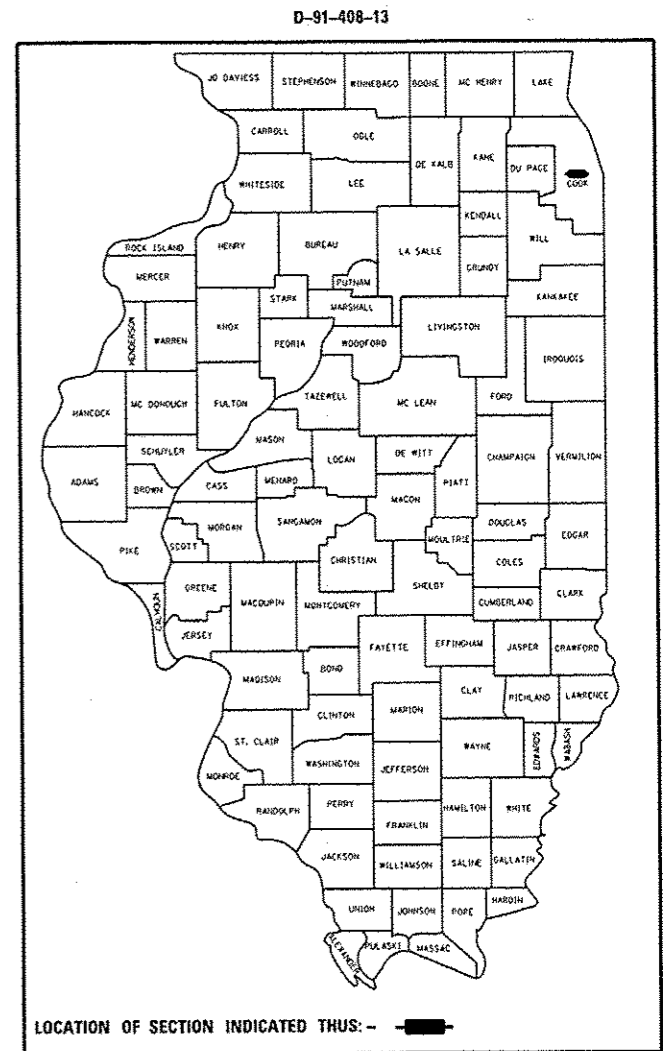 D-91-408-13
JO DAVIESS STEPHENSON WINNEBAGO BOONE MC HENRY LAKE
CARROLL OGLE
DE KALB KANE DU PAGE COOK
WHITESIDE LEE
KENDALL
ROCK ISLAND HENRY BUREAU LA SALLE WILL
GRUNDY
MERCER PUTNAM
STARK MARSHALL KANKAKEE
HENDERSON WARREN KNOX PEORIA WOODFORD LIVINGSTON IROQUOIS
HANCOCK MC DONOUGH FULTON TAZEWELL MC LEAN FORD
MASON
SCHUYLER LOGAN DE WITT CHAMPAIGN VERMILION
ADAMS BROWN CASS MENARD PIATT
MACON
MORGAN SANGAMON DOUGLAS
PIKE SCOTT CHRISTIAN MOULTRIE EDGAR
COLES
CALHOUN GREENE MACOUPIN MONTGOMERY SHELBY CUMBERLAND CLARK
JERSEY
FAYETTE EFFINGHAM JASPER CRAWFORD
BOND
MADISON CLAY RICHLAND LAWRENCE
CLINTON MARION
ST. CLAIR WAYNE EDWARDS WABASH
WASHINGTON JEFFERSON
MONROE
RANDOLPH PERRY HAMILTON WHITE
FRANKLIN
JACKSON WILLIAMSON SALINE GALLATIN
UNION JOHNSON POPE HARDIN
ALEXANDER PULASKI MASSAC
LOCATION OF SECTION INDICATED THUS: -